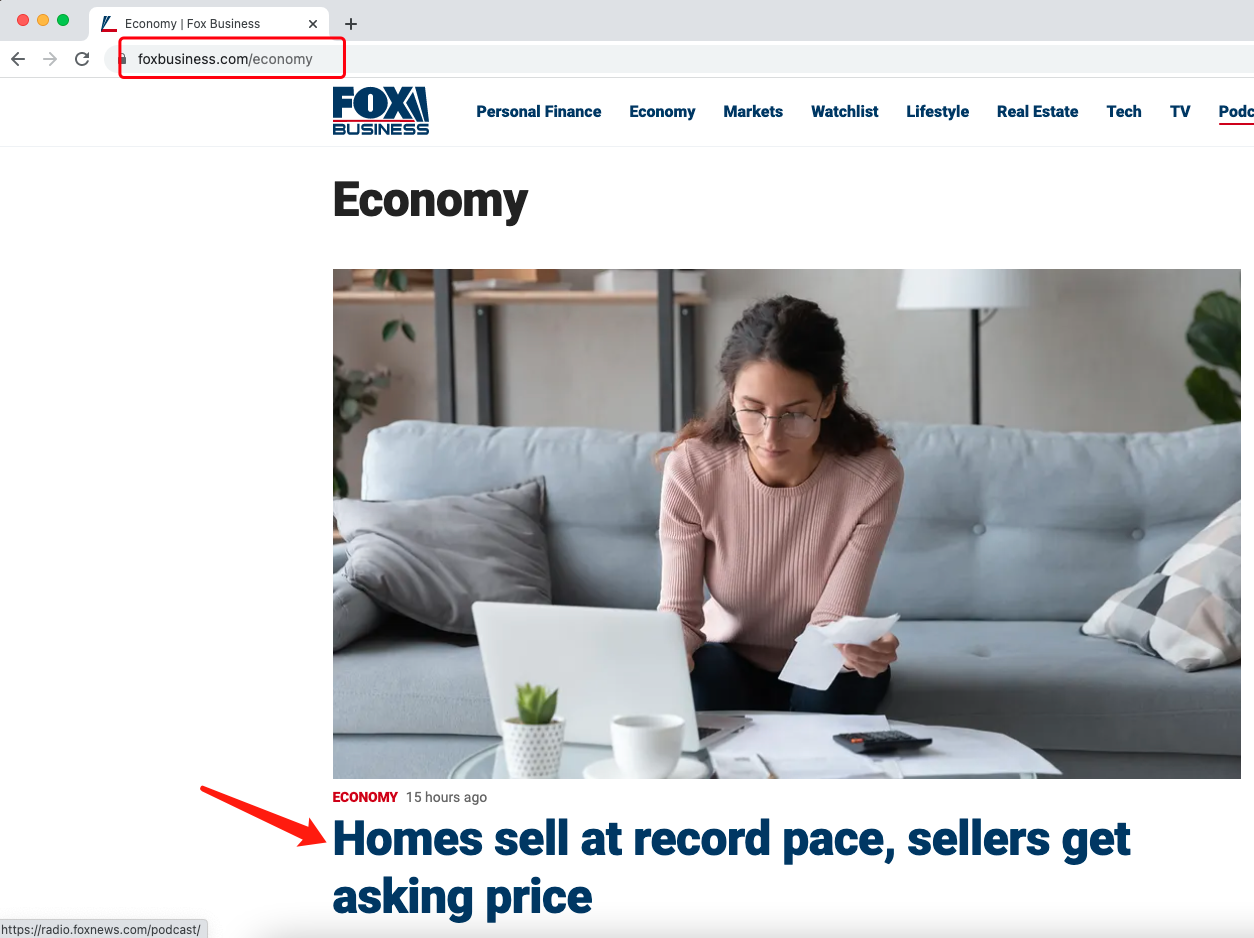 Economy | Fox Business
foxbusiness.com/economy
FOX
BUSINESS
Personal Finance Economy Markets Watchlist Lifestyle Real Estate Tech TV Podc
Economy
ECONOMY 15 hours ago
Homes sell at record pace, sellers get
asking price
https://radio.foxnews.com/podcast/